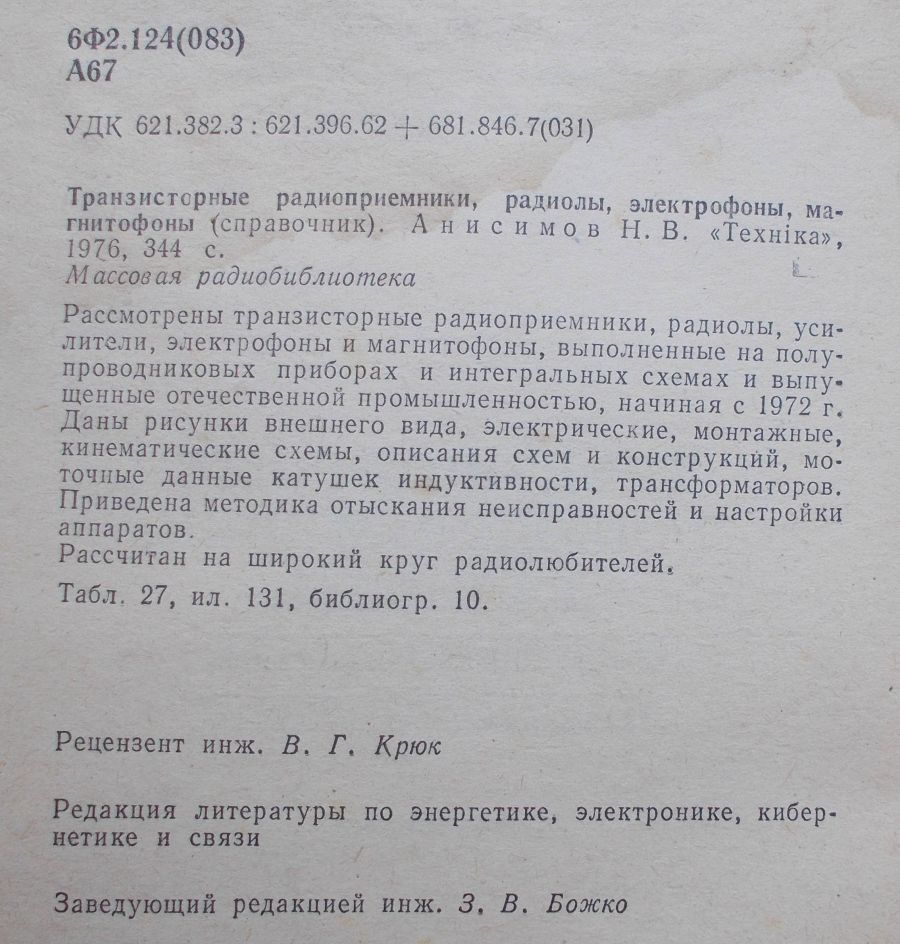 6Ф2.124(083)
А67
УДК 621.382.3 : 621.396.62 + 681.846.7(031)
Транзисторные радиоприемники, радиолы, электрофоны, ма-
гнитофоны (справочник). Анисимов Н. В. «Технiка»,
1976, 344 с.
Массовая радиобиблиотека
Рассмотрены транзисторные радиоприемники, радиолы, уси-
лители, электрофоны и магнитофоны, выполненные на полу-
проводниковых приборах и интегральных схемах и выпу-
щенные отечественной промышленностью, начиная с 1972 г.
Даны рисунки внешнего вида, электрические, монтажные,
кинематические схемы, описания схем и конструкций, мо-
точные данные катушек индуктивности, трансформаторов.
Приведена методика отыскания неисправностей и настройки
аппаратов.
Рассчитан на широкий круг радиолюбителей.
Табл. 27, ил. 131, библиогр. 10.
Рецензент инж. В. Г. Крюк
Редакция литературы по энергетике, электронике, кибер-
нетике и связи
Заведующий редакцией инж. З. В. Божко